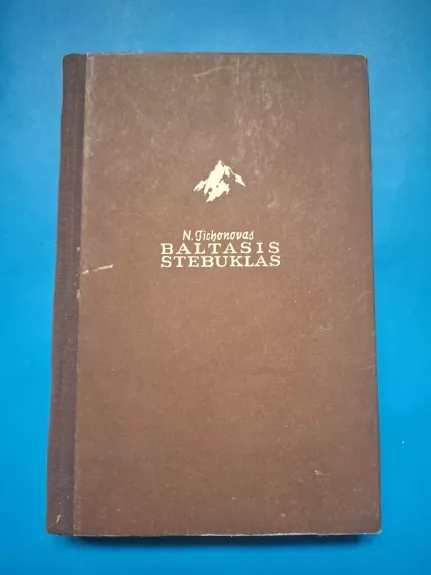 N. Tichonovas
BALTASIS
STEBUKLAS